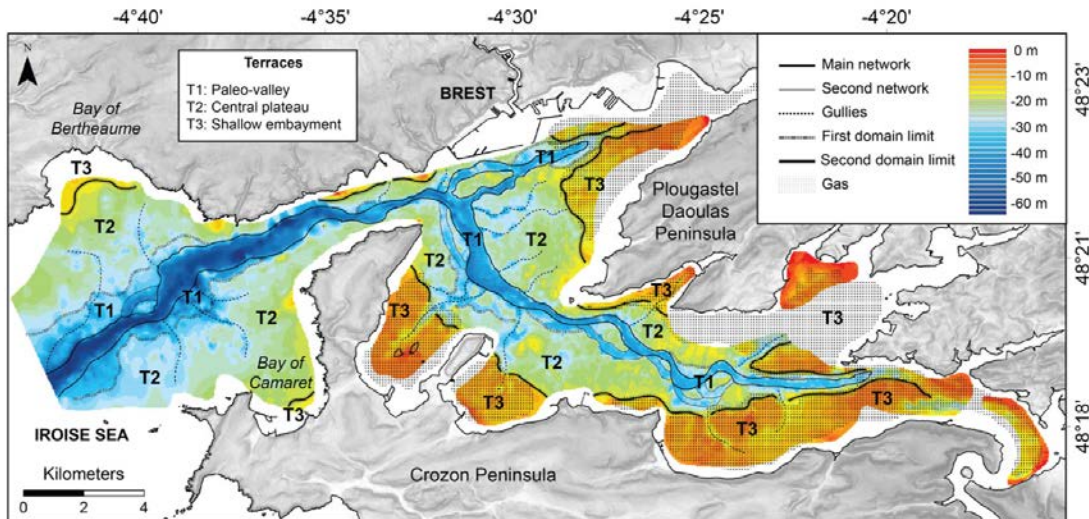 -4°40'
-4°35'
-4°30'
-4°25'
-4°20'
N
Terraces
T1: Paleo-valley
T2: Central plateau
T3: Shallow embayment
BREST
Bay of
Bertheaume
Main network
Second network
Gullies
First domain limit
Second domain limit
Gas
0 m
-10 m
-20 m
-30 m
-40 m
-50 m
-60 m
48°23'
48°21'
48°18'
T3
T2
T1
T1
T2
T2
Bay of
Camaret
T3
IROISE SEA
Kilometers
0
2
4
T1
T3
T1
T2
T2
T3
Plougastel
Daoulas
Peninsula
T3
T2
T3
T2
T1
T3
T3
T3
Crozon Peninsula